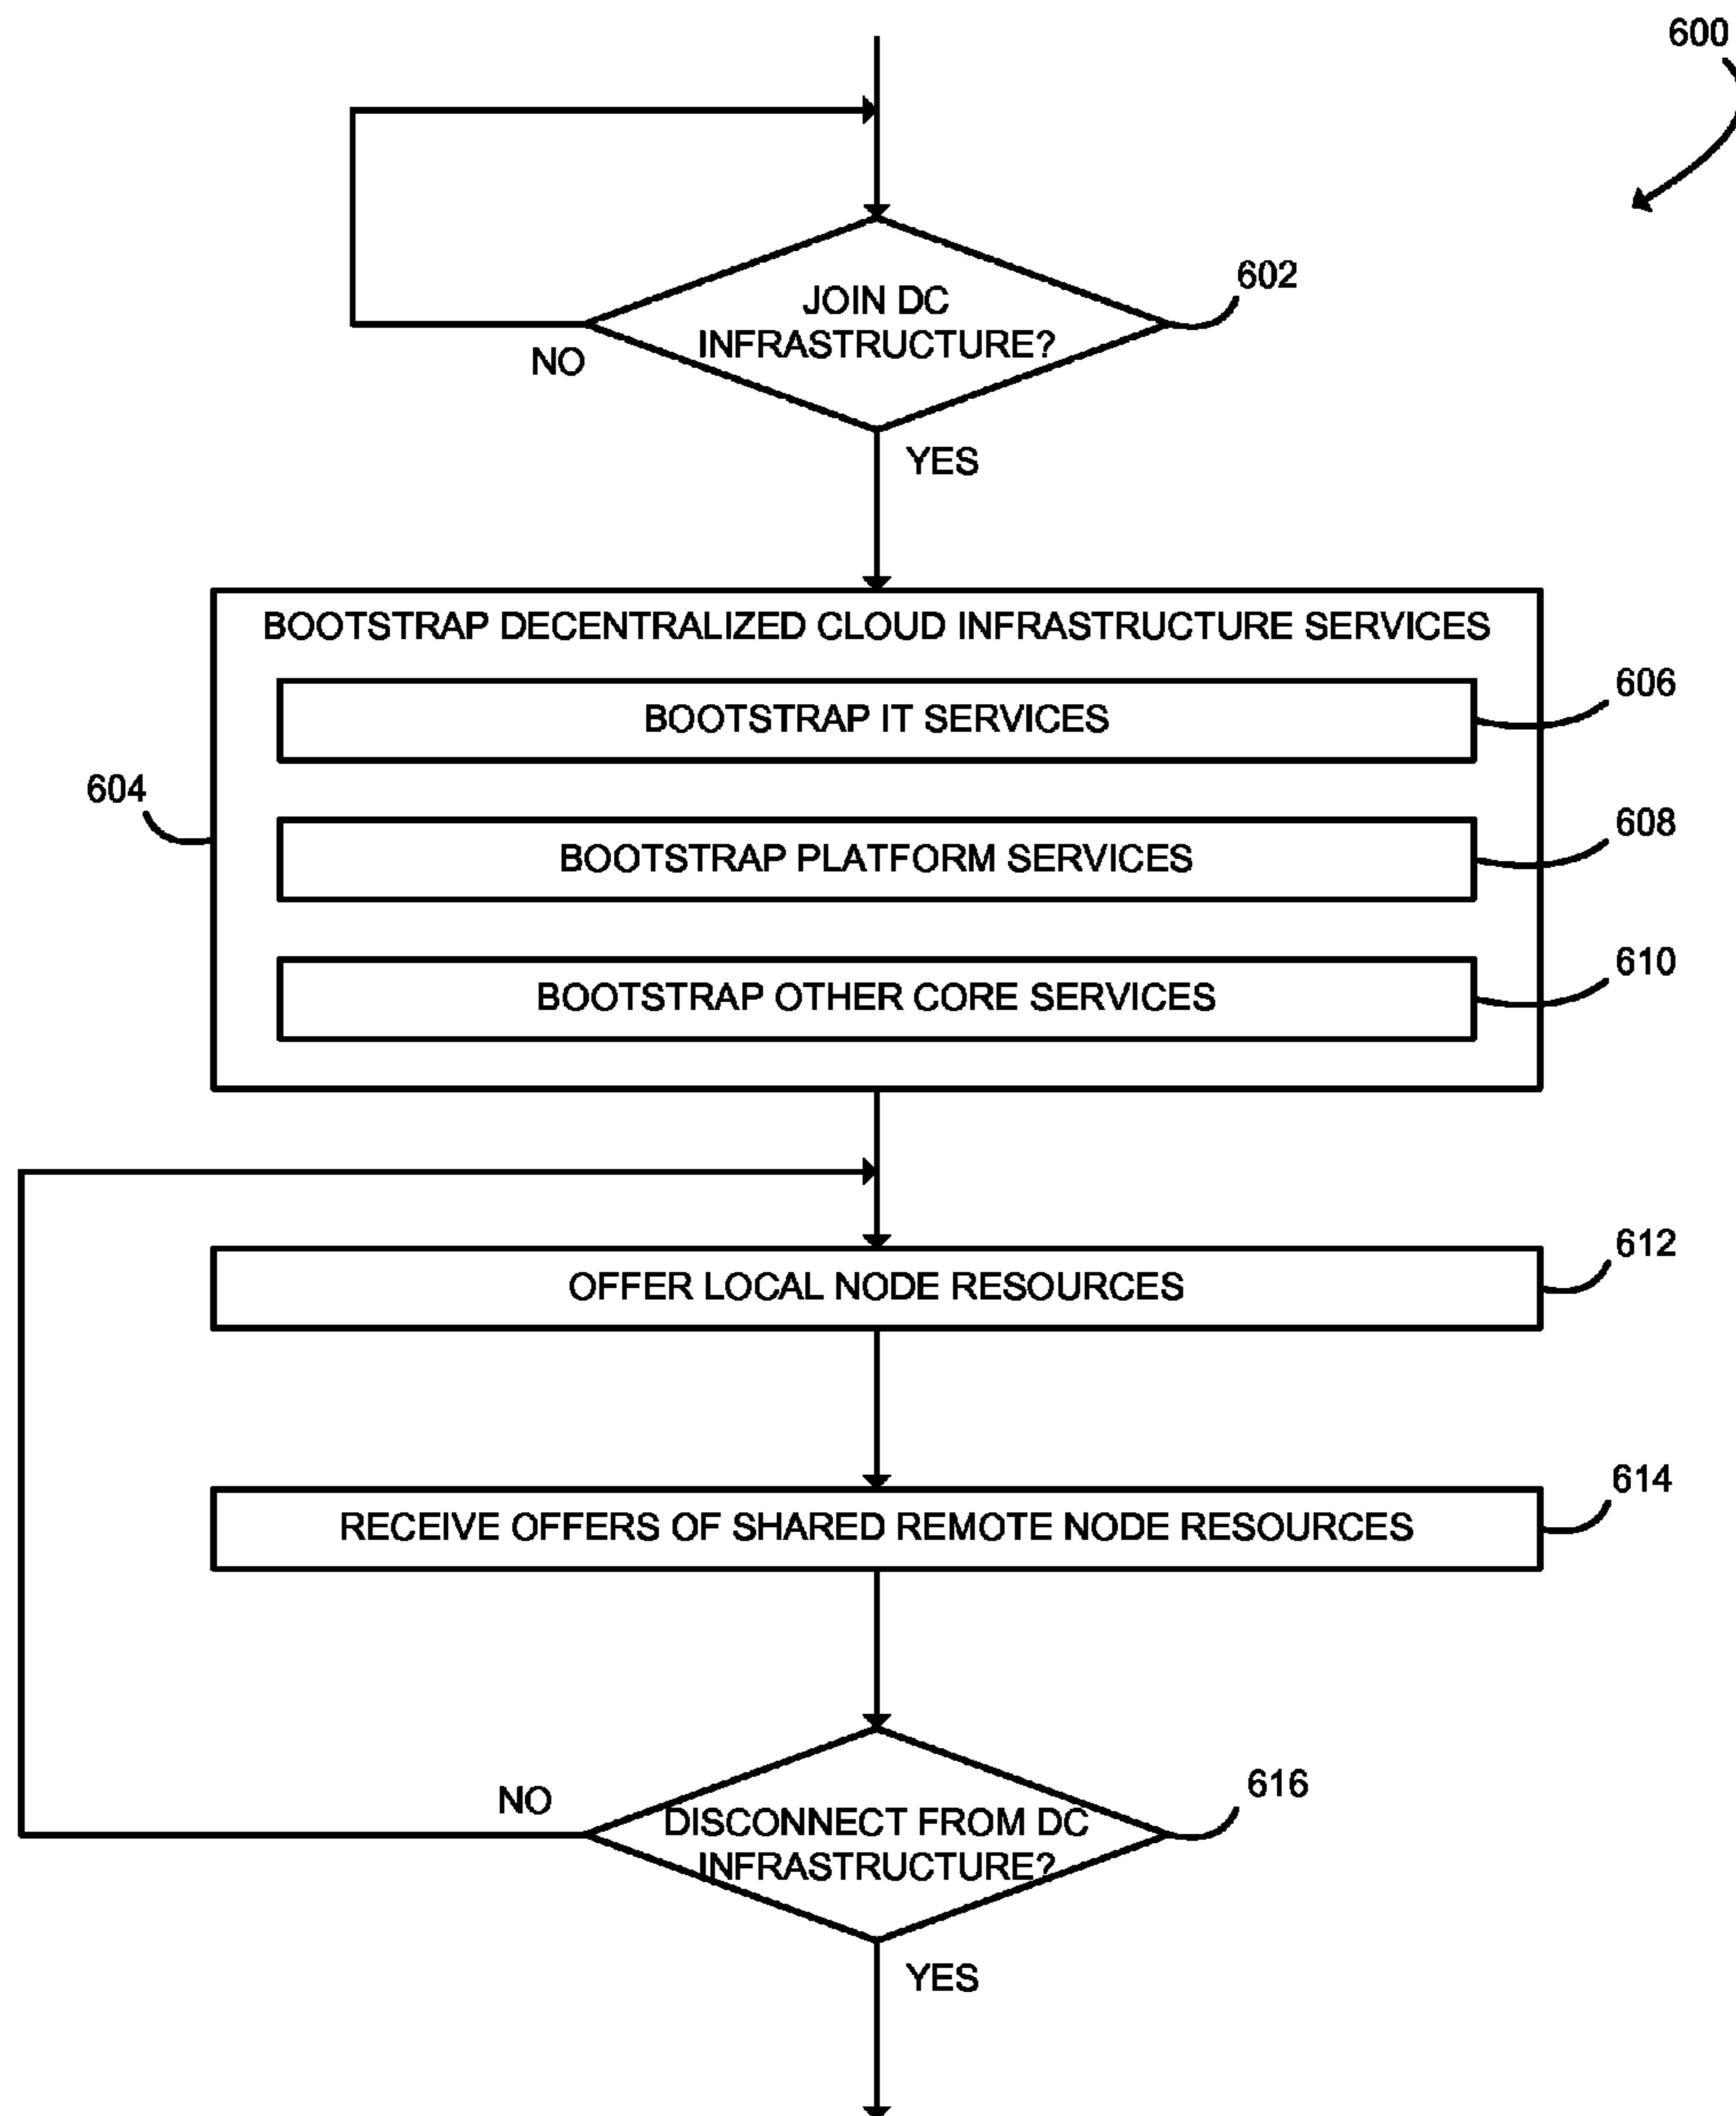 600
602
JOIN DC
INFRASTRUCTURE?
NO
YES
BOOTSTRAP DECENTRALIZED CLOUD INFRASTRUCTURE SERVICES
606
BOOTSTRAP IT SERVICES
604
608
BOOTSTRAP PLATFORM SERVICES
610
BOOTSTRAP OTHER CORE SERVICES
612
OFFER LOCAL NODE RESOURCES
614
RECEIVE OFFERS OF SHARED REMOTE NODE RESOURCES
616
NO
DISCONNECT FROM DC
INFRASTRUCTURE?
YES